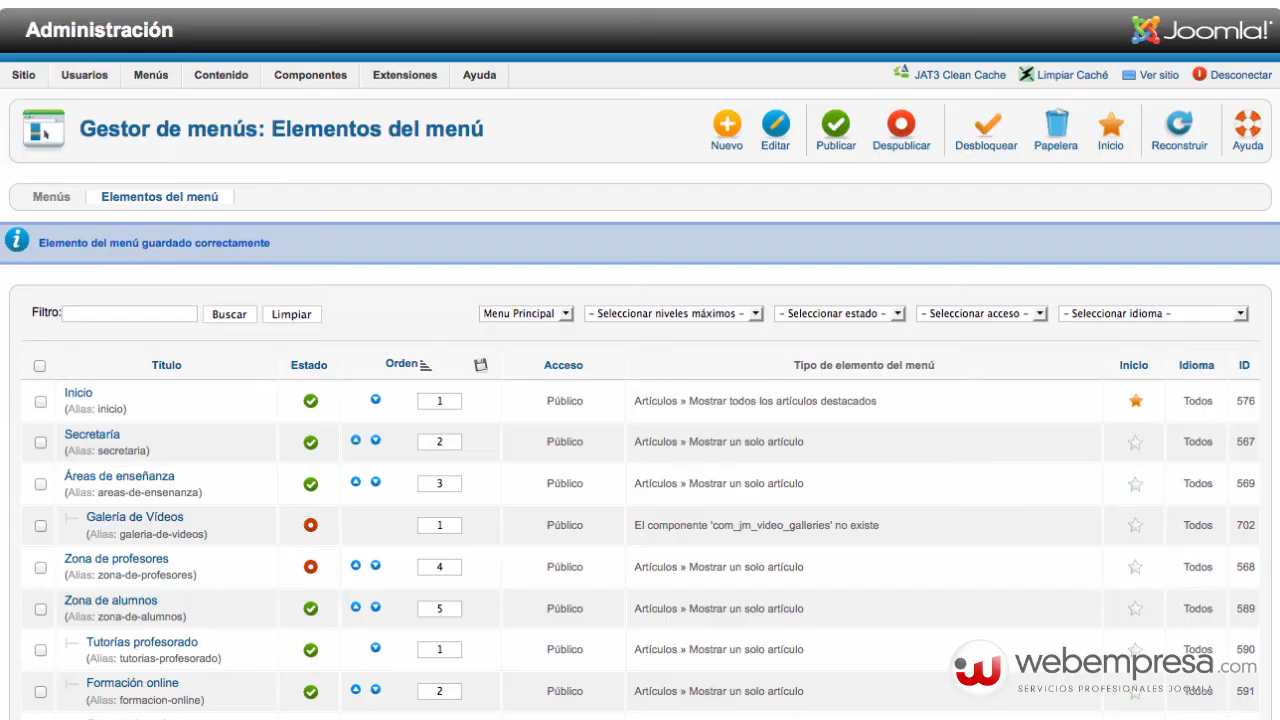 Administración
Joomla!
Sitio Usuarios Menús Contenido Componentes Extensiones Ayuda JAT3 Clean Cache Limpiar Caché Ver sitio Desconectar
Gestor de menús: Elementos del menú
Nuevo Editar Publicar Despublicar Desbloquear Papelera Inicio Reconstruir Ayuda
Menús Elementos del menú
Elemento del menú guardado correctamente
Filtro: Buscar Limpiar Menu Principal - Seleccionar niveles máximos - - Seleccionar estado - - Seleccionar acceso - - Seleccionar idioma -
Título Estado Orden Acceso Tipo de elemento del menú Inicio Idioma ID
Inicio
(Alias: inicio)
1 Público Artículos » Mostrar todos los artículos destacados Todos 576
Secretaría
(Alias: secretaria)
2 Público Artículos » Mostrar un solo artículo Todos 567
Áreas de enseñanza
(Alias: areas-de-ensenanza)
3 Público Artículos » Mostrar un solo artículo Todos 569
Galería de Vídeos
(Alias: galeria-de-videos)
1 Público El componente 'com_jm_video_galleries' no existe Todos 702
Zona de profesores
(Alias: zona-de-profesores)
4 Público Artículos » Mostrar un solo artículo Todos 568
Zona de alumnos
(Alias: zona-de-alumnos)
5 Público Artículos » Mostrar un solo artículo Todos 589
Tutorías profesorado
(Alias: tutorias-profesorado)
1 Público Artículos » Mostrar un solo artículo Todos 590
Formación online
(Alias: formacion-online)
2 Público Artículos » Mostrar un solo artículo Todos 591
webempresa.com
SERVICIOS PROFESIONALES JOOMLA